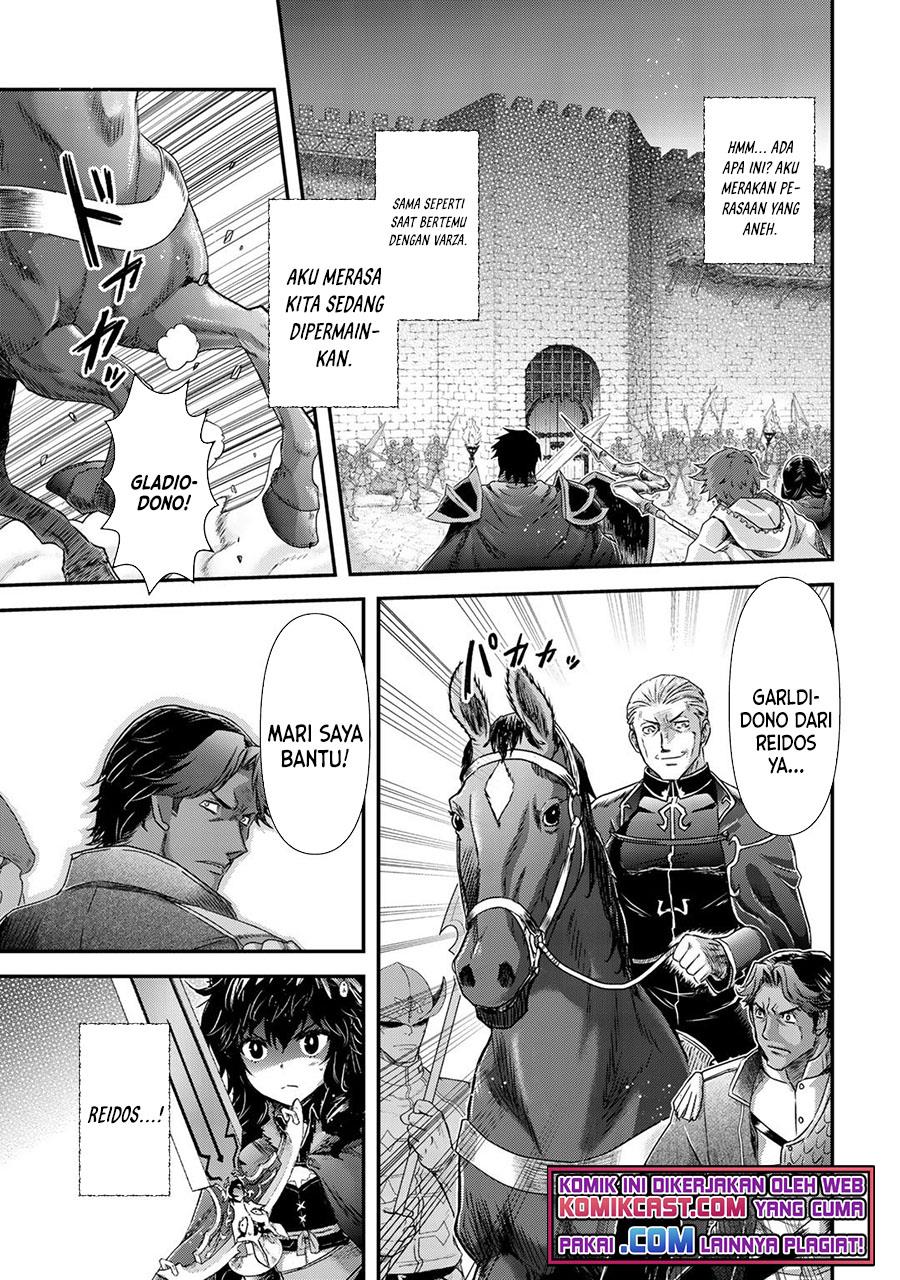 HMM... ADA
APA INI? AKU
MERAKAN PE-
RASAAN YANG
ANEH.
SAMA SEPERTI
SAAT BERTEMU
DENGAN VARZA.
AKU MERASA
KITA SEDANG
DIPERMAIN-
KAN.
ドカカッ
GLADIO-
DONO!
パカカッ
GARLDI-
DONO DARI
REIDOS
YA...
MARI SAYA
BANTU!
REIDOS...!
KOMIK INI DIKERJAKAN OLEH WEB
KOMIKCAST.COM YANG CUMA
PAKAI .COM LAINNYA PLAGIAT!